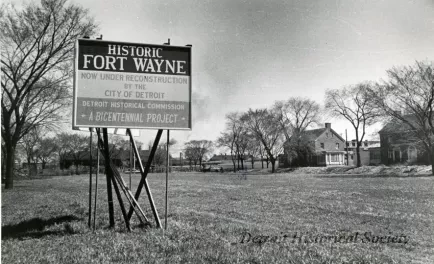 HISTORIC
FORT WAYNE
NOW UNDER RECONSTRUCTION
BY THE
CITY OF DETROIT
DETROIT HISTORICAL COMMISSION
★ A BICENTENNIAL PROJECT ★
Detroit Historical Society